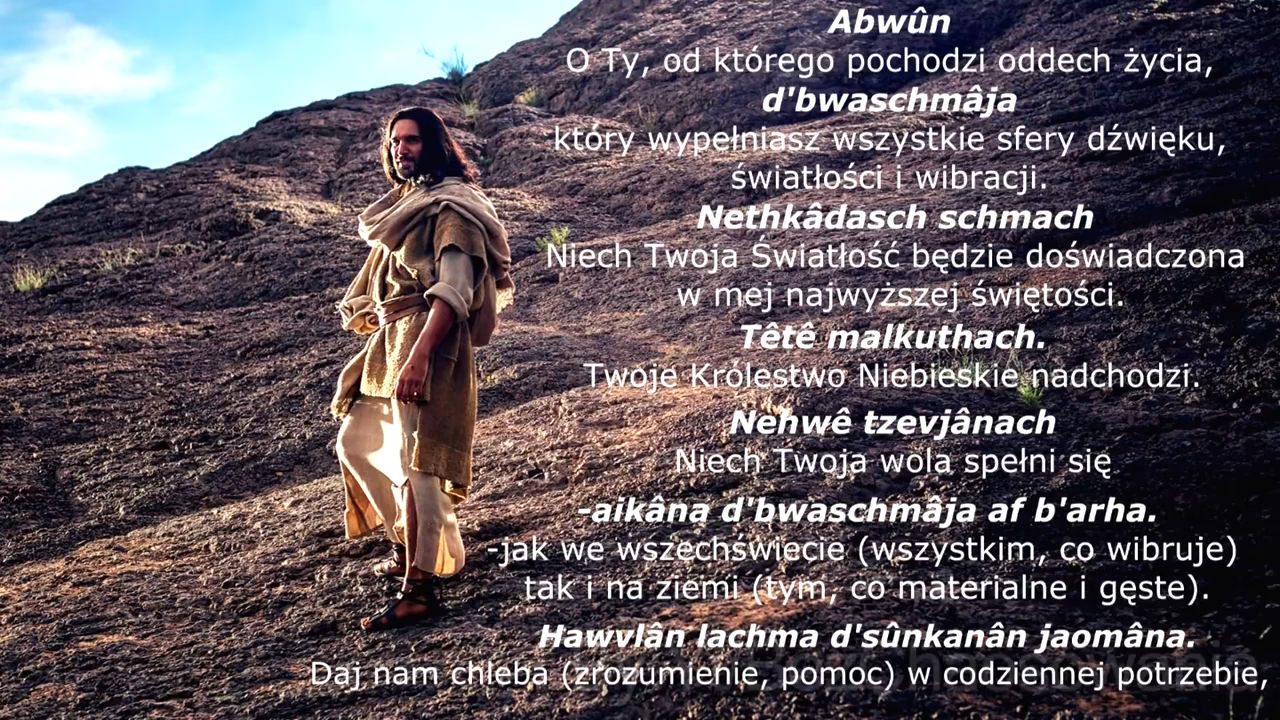 Abwûn
O Ty, od którego pochodzi oddech życia,
d'bwaschmâja
który wypełniasz wszystkie sfery dźwięku,
światłości i wibracji.
Nethkâdasch schmach
Niech Twoja Światłość będzie doświadczona
w mej najwyższej świętości.
Têtê malkuthach.
Twoje Królestwo Niebieskie nadchodzi.
Nehwê tzevjânach
Niech Twoja wola spełni się
-aikâna d'bwaschmâja af b'arha.
-jak we wszechświecie (wszystkim, co wibruje)
tak i na ziemi (tym, co materialne i gęste).
Hawvlân lachma d'sûnkanân jaomâna.
Daj nam chleba (zrozumienie, pomoc) w codziennej potrzebie,